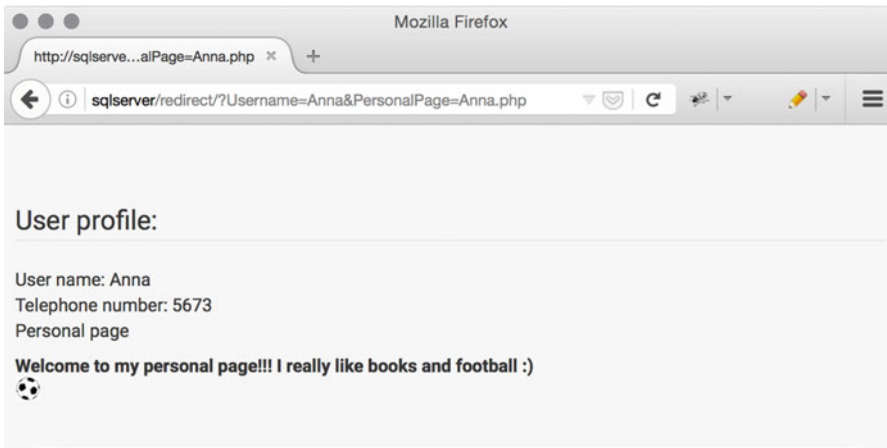 Mozilla Firefox
http://sqlserve...alPage=Anna.php
sqlserver/redirect/?Username=Anna&PersonalPage=Anna.php
User profile:
User name: Anna
Telephone number: 5673
Personal page
Welcome to my personal page!!! I really like books and football :)